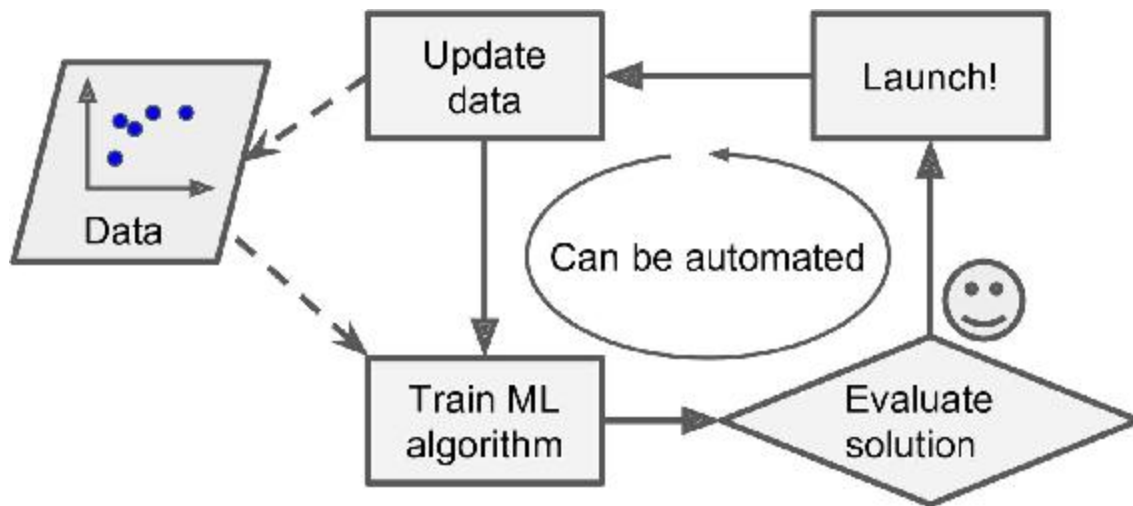 Update
data
Launch!
Data
Can be automated
Train ML
algorithm
Evaluate
solution